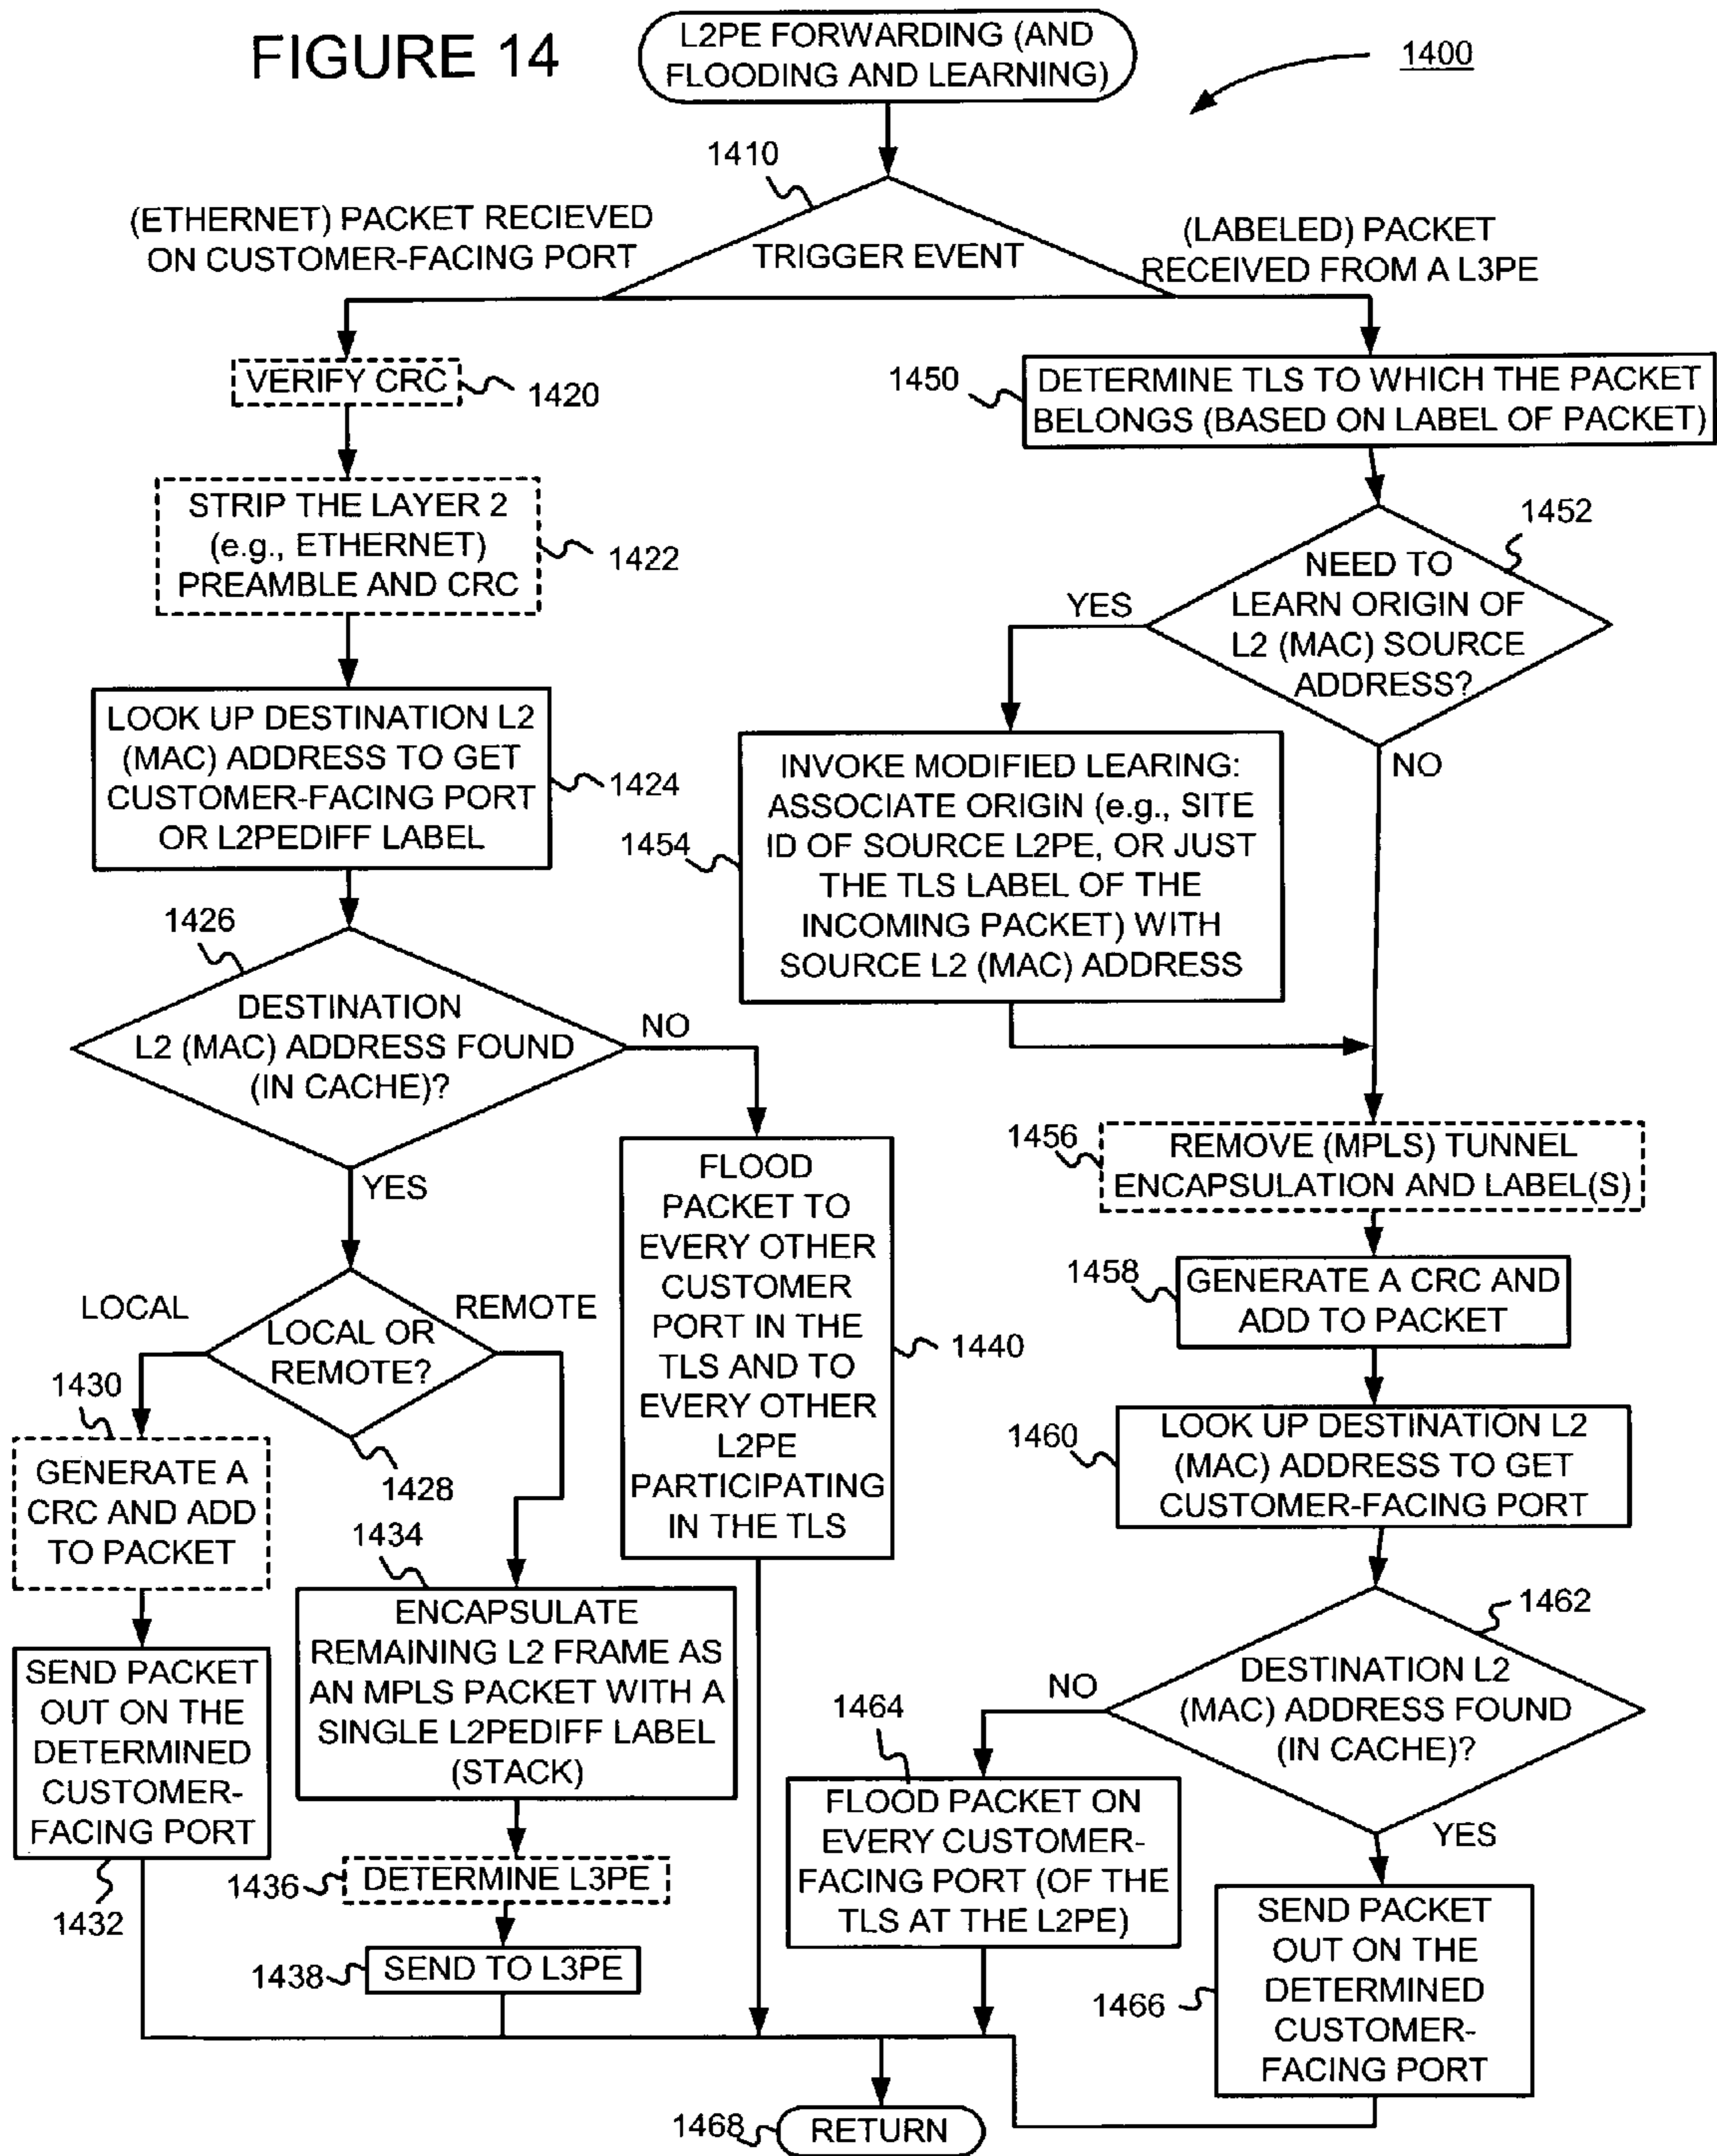 FIGURE 14
L2PE FORWARDING (AND
FLOODING AND LEARNING)
1400
1410
(ETHERNET) PACKET RECIEVED
ON CUSTOMER-FACING PORT
TRIGGER EVENT
(LABELED) PACKET
RECEIVED FROM A L3PE
VERIFY CRC
1420
STRIP THE LAYER 2
(e.g., ETHERNET)
PREAMBLE AND CRC
1422
LOOK UP DESTINATION L2
(MAC) ADDRESS TO GET
CUSTOMER-FACING PORT
OR L2PEDIFF LABEL
1424
1426
DESTINATION
L2 (MAC) ADDRESS FOUND
(IN CACHE)?
NO
YES
LOCAL
REMOTE
LOCAL OR
REMOTE?
1428
1430
GENERATE A
CRC AND ADD
TO PACKET
SEND PACKET
OUT ON THE
DETERMINED
CUSTOMER-
FACING PORT
1432
1434
ENCAPSULATE
REMAINING L2 FRAME AS
AN MPLS PACKET WITH A
SINGLE L2PEDIFF LABEL
(STACK)
1436
DETERMINE L3PE
1438
SEND TO L3PE
FLOOD
PACKET TO
EVERY OTHER
CUSTOMER
PORT IN THE
TLS AND TO
EVERY OTHER
L2PE
PARTICIPATING
IN THE TLS
1440
1450
DETERMINE TLS TO WHICH THE PACKET
BELONGS (BASED ON LABEL OF PACKET)
1452
NEED TO
LEARN ORIGIN OF
L2 (MAC) SOURCE
ADDRESS?
YES
NO
1454
INVOKE MODIFIED LEARING:
ASSOCIATE ORIGIN (e.g., SITE
ID OF SOURCE L2PE, OR JUST
THE TLS LABEL OF THE
INCOMING PACKET) WITH
SOURCE L2 (MAC) ADDRESS
1456
REMOVE (MPLS) TUNNEL
ENCAPSULATION AND LABEL(S)
1458
GENERATE A CRC AND
ADD TO PACKET
1460
LOOK UP DESTINATION L2
(MAC) ADDRESS TO GET
CUSTOMER-FACING PORT
1462
DESTINATION L2
(MAC) ADDRESS FOUND
(IN CACHE)?
NO
YES
1464
FLOOD PACKET ON
EVERY CUSTOMER-
FACING PORT (OF THE
TLS AT THE L2PE)
1466
SEND PACKET
OUT ON THE
DETERMINED
CUSTOMER-
FACING PORT
1468
RETURN